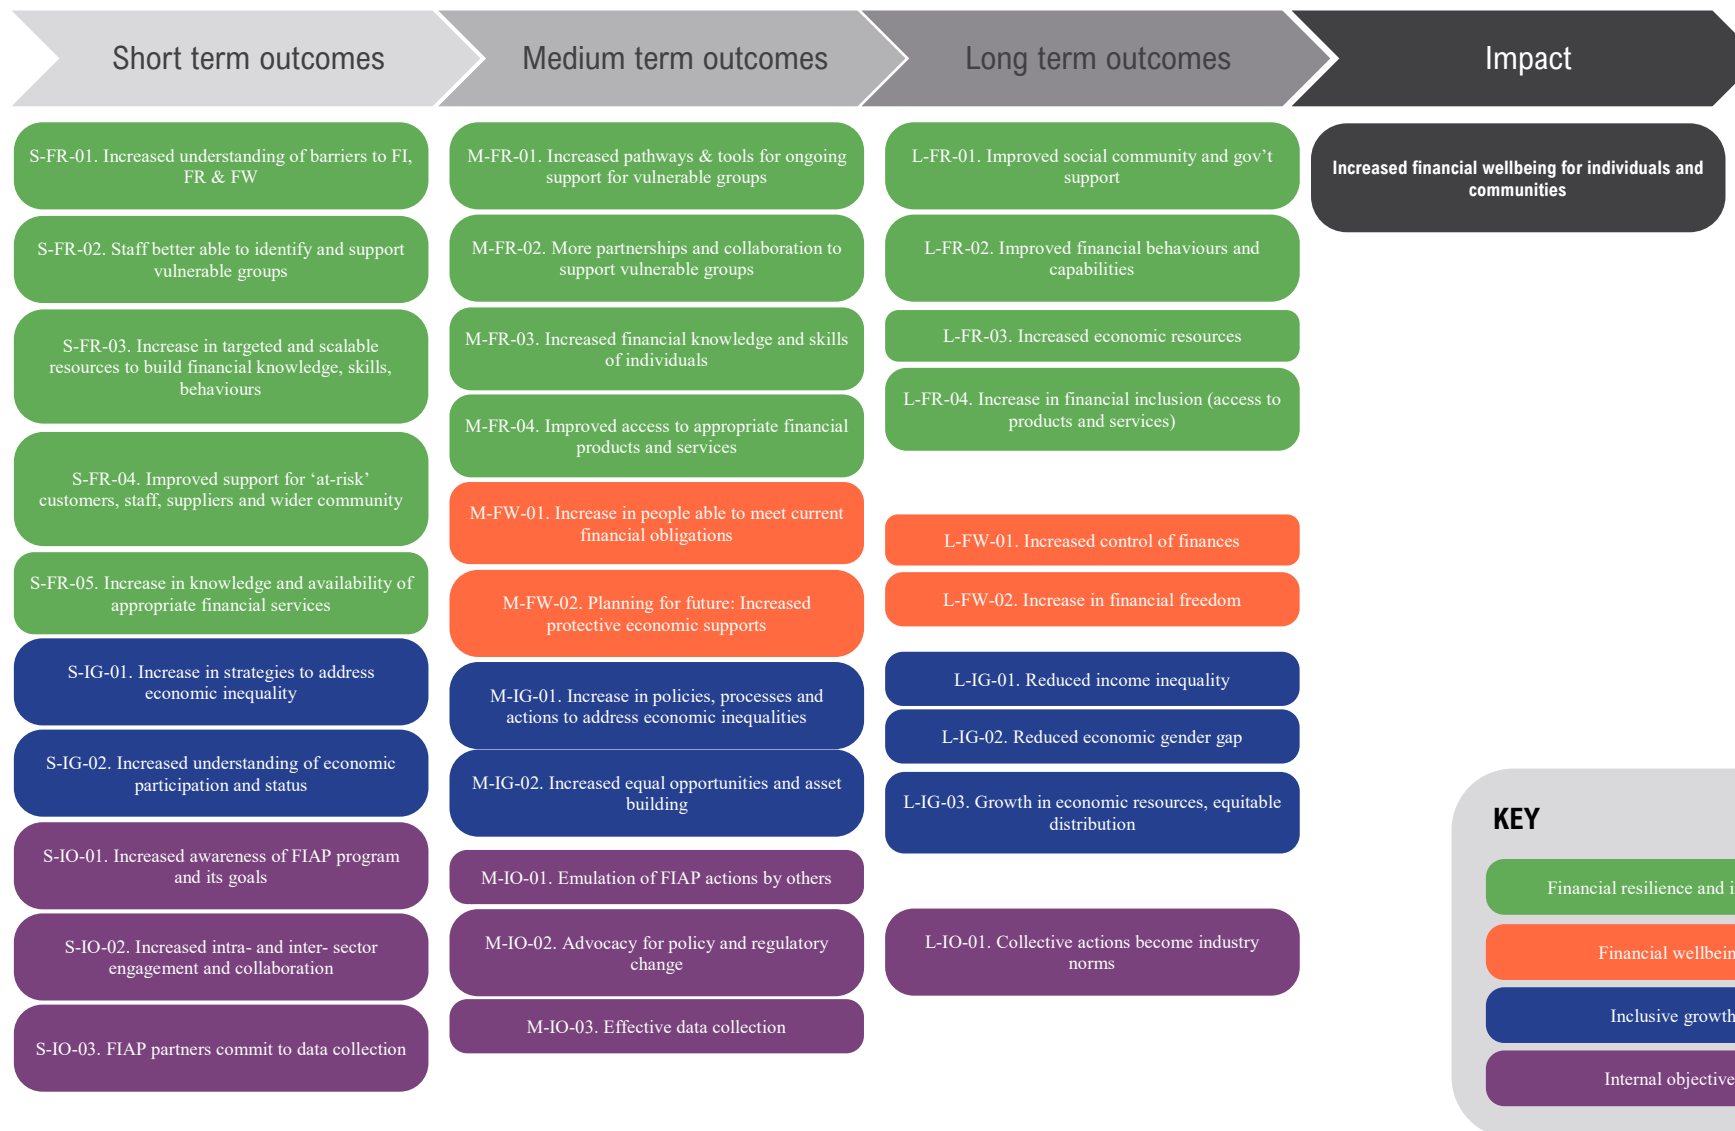 Short term outcomes
Medium term outcomes
Long term outcomes
Impact
S-FR-01. Increased understanding of barriers to FI,
FR & FW
S-FR-02. Staff better able to identify and support
vulnerable groups
S-FR-03. Increase in targeted and scalable
resources to build financial knowledge, skills,
behaviours
S-FR-04. Improved support for ‘at-risk’
customers, staff, suppliers and wider community
S-FR-05. Increase in knowledge and availability of
appropriate financial services
S-IG-01. Increase in strategies to address
economic inequality
S-IG-02. Increased understanding of economic
participation and status
S-IO-01. Increased awareness of FIAP program
and its goals
S-IO-02. Increased intra- and inter- sector
engagement and collaboration
S-IO-03. FIAP partners commit to data collection
M-FR-01. Increased pathways & tools for ongoing
support for vulnerable groups
M-FR-02. More partnerships and collaboration to
support vulnerable groups
M-FR-03. Increased financial knowledge and skills
of individuals
M-FR-04. Improved access to appropriate financial
products and services
M-FW-01. Increase in people able to meet current
financial obligations
M-FW-02. Planning for future: Increased
protective economic supports
M-IG-01. Increase in policies, processes and
actions to address economic inequalities
M-IG-02. Increased equal opportunities and asset
building
M-IO-01. Emulation of FIAP actions by others
M-IO-02. Advocacy for policy and regulatory
change
M-IO-03. Effective data collection
L-FR-01. Improved social community and gov’t
support
L-FR-02. Improved financial behaviours and
capabilities
L-FR-03. Increased economic resources
L-FR-04. Increase in financial inclusion (access to
products and services)
L-FW-01. Increased control of finances
L-FW-02. Increase in financial freedom
L-IG-01. Reduced income inequality
L-IG-02. Reduced economic gender gap
L-IG-03. Growth in economic resources, equitable
distribution
L-IO-01. Collective actions become industry
norms
Increased financial wellbeing for individuals and
communities
KEY
Financial resilience and
Financial
Inclusive growth
Internal